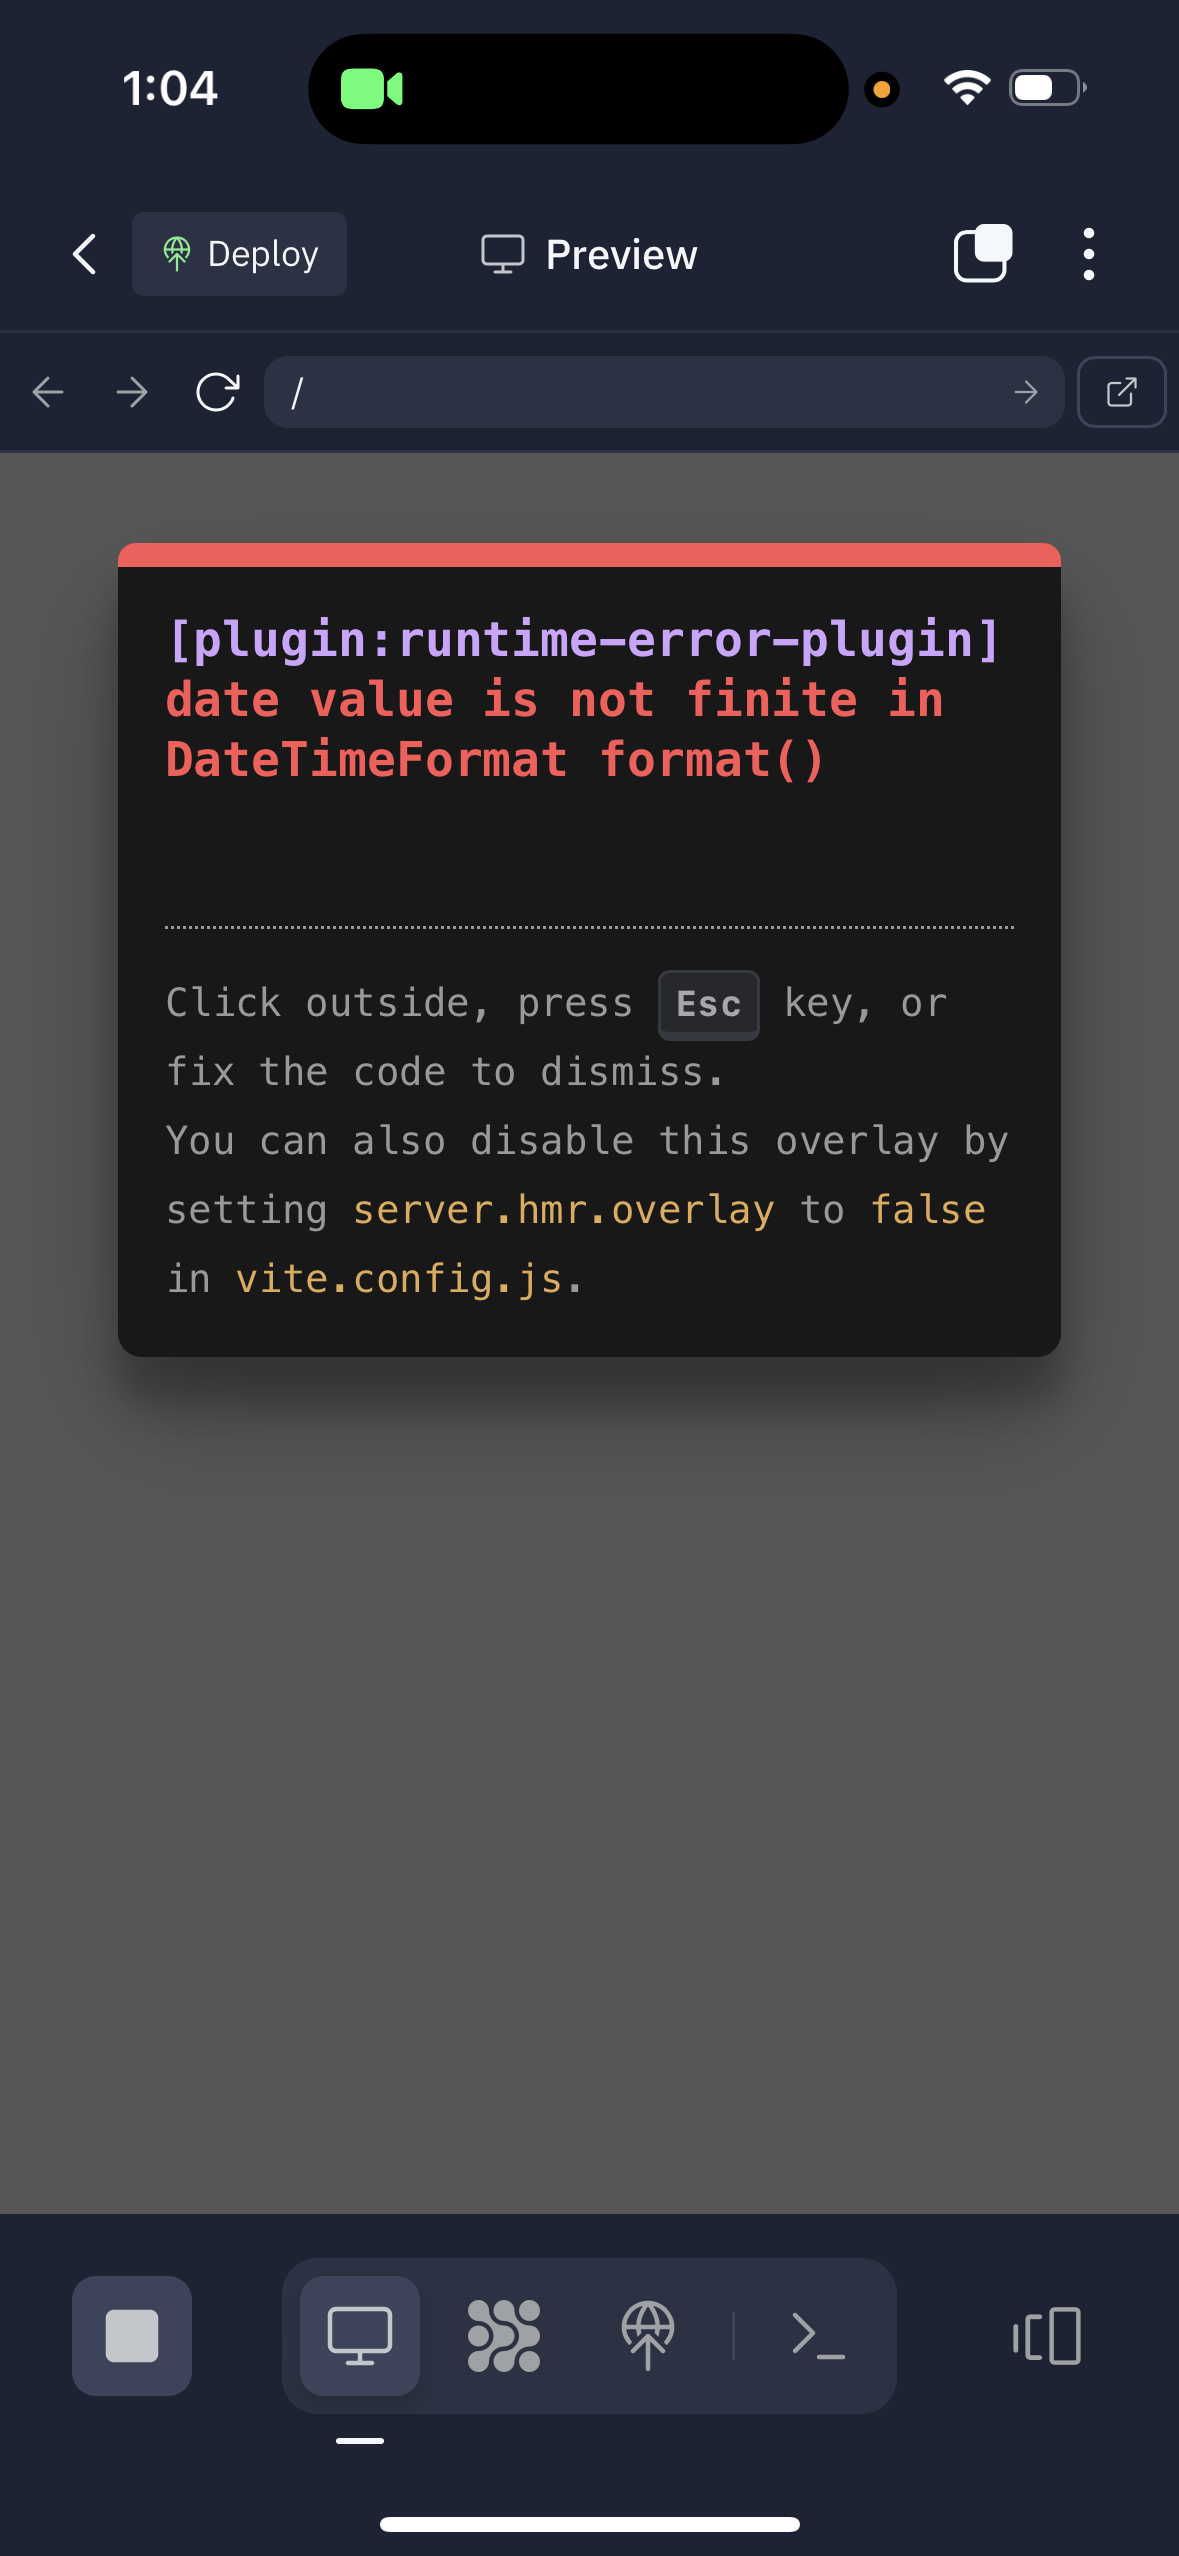 1:04
Deploy
Preview
/
[plugin:runtime-error-plugin]
date value is not finite in
DateTimeFormat format()
Click outside, press Esc key, or
fix the code to dismiss.
You can also disable this overlay by
setting server.hmr.overlay to false
in vite.config.js.